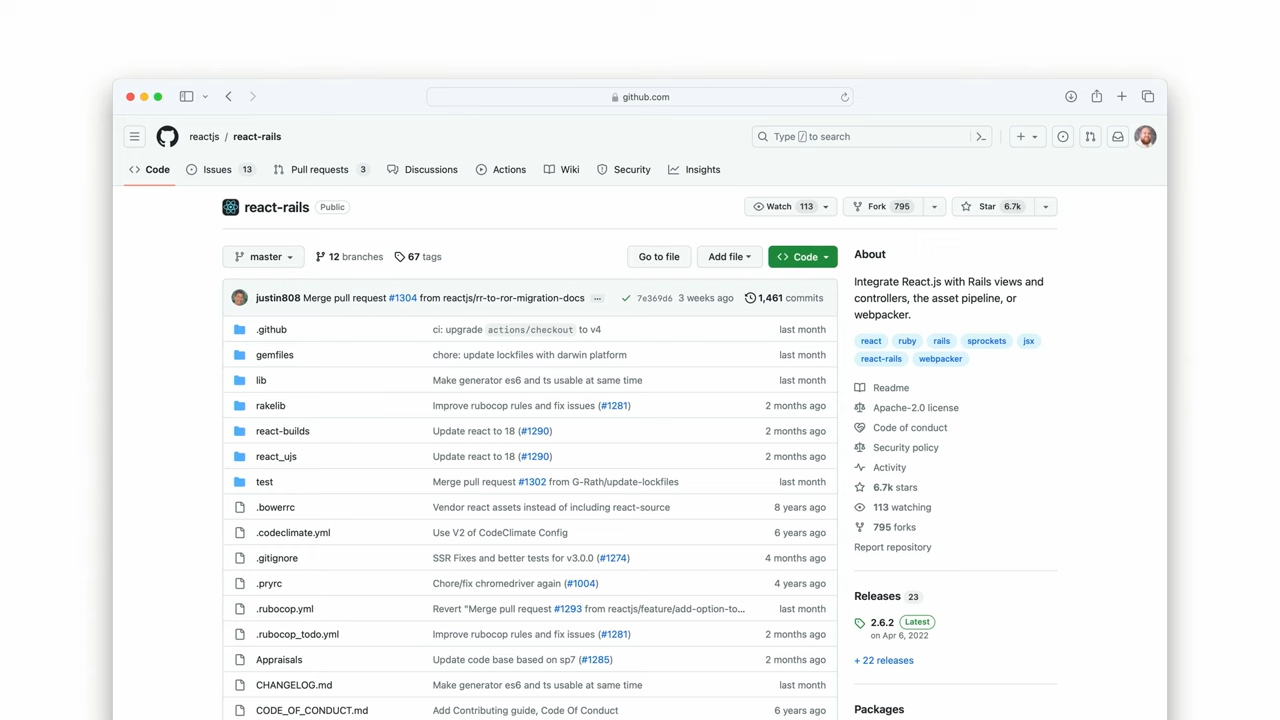 github.com
reactjs / react-rails
Type / to search
Code Issues 13 Pull requests 3 Discussions Actions Wiki Security Insights
react-rails Public
Watch 113 Fork 795 Star 6.7k
master 12 branches 67 tags Go to file Add file Code
justin808 Merge pull request #1304 from reactjs/rr-to-ror-migration-docs ... 7e369d6 3 weeks ago 1,461 commits
.github ci: upgrade actions/checkout to v4 last month
gemfiles chore: update lockfiles with darwin platform last month
lib Make generator es6 and ts usable at same time last month
rakelib Improve rubocop rules and fix issues (#1281) 2 months ago
react-builds Update react to 18 (#1290) 2 months ago
react_ujs Update react to 18 (#1290) 2 months ago
test Merge pull request #1302 from G-Rath/update-lockfiles last month
.bowerrc Vendor react assets instead of including react-source 8 years ago
.codeclimate.yml Use V2 of CodeClimate Config 6 years ago
.gitignore SSR Fixes and better tests for v3.0.0 (#1274) 4 months ago
.pryrc Chore/fix chromedriver again (#1004) 4 years ago
.rubocop.yml Revert "Merge pull request #1293 from reactjs/feature/add-option-to... last month
.rubocop_todo.yml Improve rubocop rules and fix issues (#1281) 2 months ago
Appraisals Update code base based on sp7 (#1285) 2 months ago
CHANGELOG.md Make generator es6 and ts usable at same time last month
CODE_OF_CONDUCT.md Add Contributing guide, Code Of Conduct 6 years ago
About
Integrate React.js with Rails views and
controllers, the asset pipeline, or
webpacker.
react ruby rails sprockets jsx
react-rails webpacker
Readme
Apache-2.0 license
Code of conduct
Security policy
Activity
6.7k stars
113 watching
795 forks
Report repository
Releases 23
2.6.2 Latest
on Apr 6, 2022
+ 22 releases
Packages